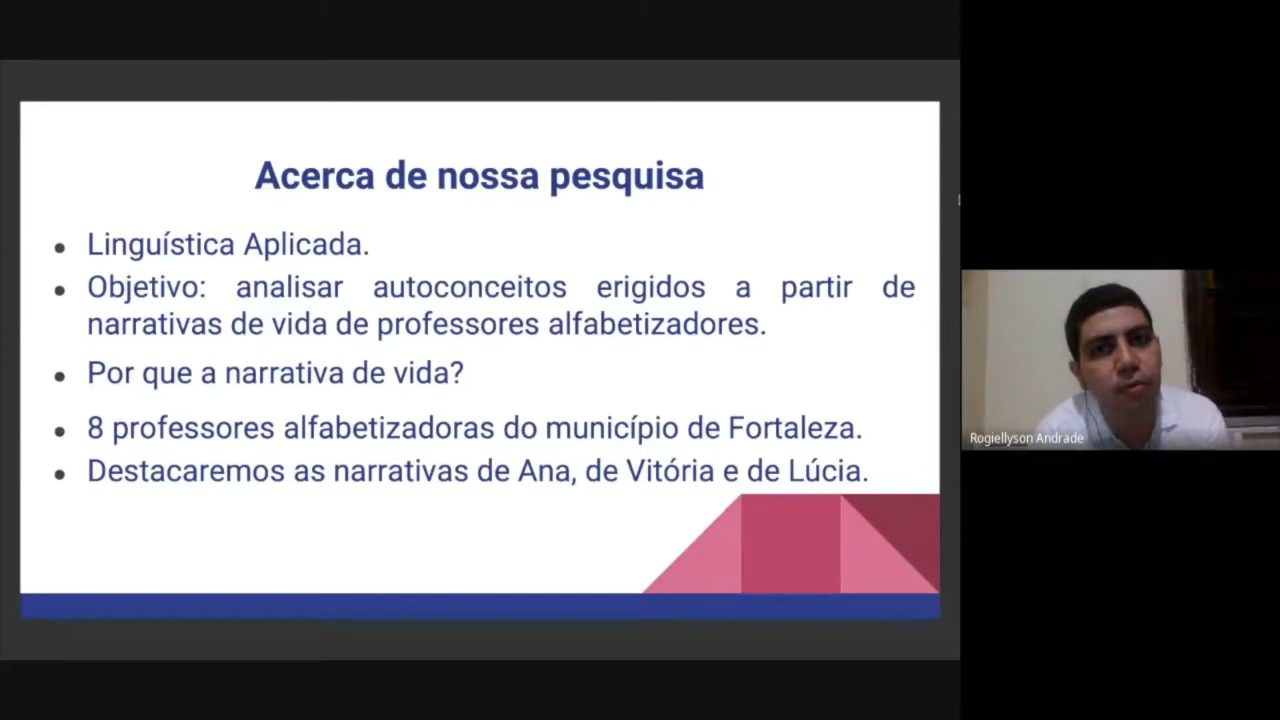 Acerca de nossa pesquisa
● Linguística Aplicada.
● Objetivo: analisar autoconceitos erigidos a partir de
narrativas de vida de professores alfabetizadores.
● Por que a narrativa de vida?
● 8 professores alfabetizadoras do município de Fortaleza.
● Destacaremos as narrativas de Ana, de Vitória e de Lúcia.
Rogiellyson Andrade